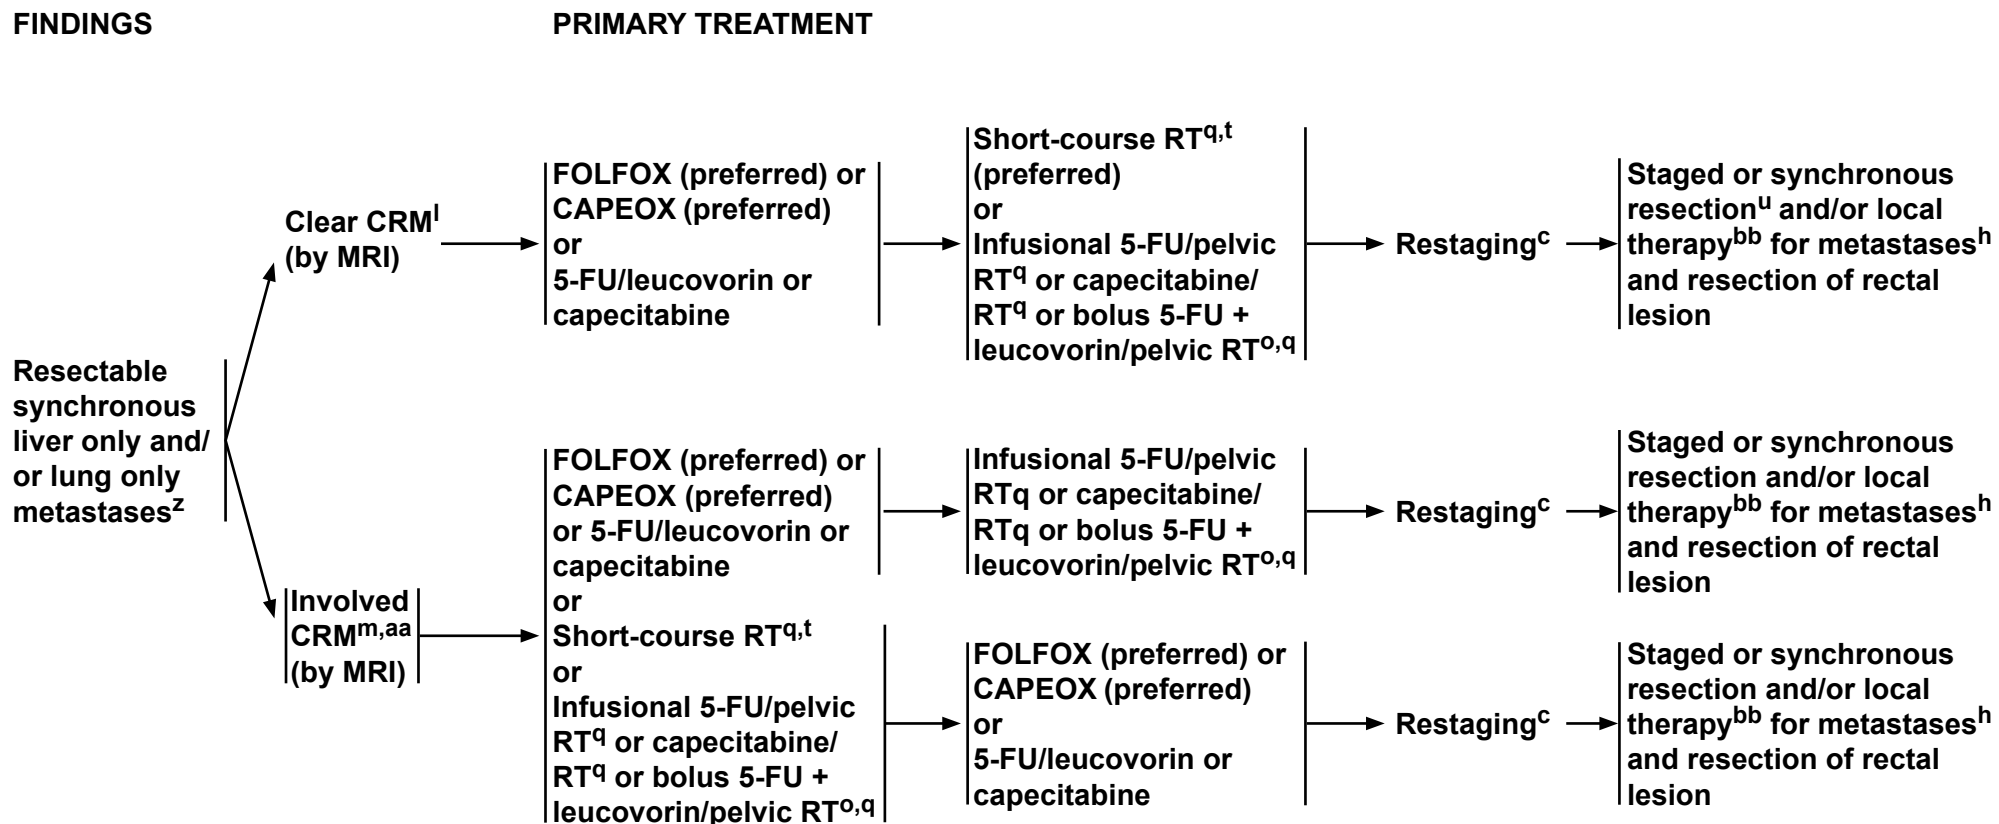 FINDINGS
PRIMARY TREATMENT
Resectable
synchronous
liver only and/
or lung only
metastasesᶻ
Clear CRMˡ
(by MRI)
FOLFOX (preferred) or
CAPEOX (preferred)
or
5-FU/leucovorin or
capecitabine
Short-course RTq,t
(preferred)
or
Infusional 5-FU/pelvic
RTq or capecitabine/
RTq or bolus 5-FU +
leucovorin/pelvic RTo,q
Restagingᶜ
Staged or synchronous
resectionᵘ and/or local
therapyᵇᵇ for metastasesʰ
and resection of rectal
lesion
Involved
CRMm,aa
(by MRI)
FOLFOX (preferred) or
CAPEOX (preferred)
or 5-FU/leucovorin or
capecitabine
or
Short-course RTq,t
or
Infusional 5-FU/pelvic
RTq or capecitabine/
RTq or bolus 5-FU +
leucovorin/pelvic RTo,q
Infusional 5-FU/pelvic
RTq or capecitabine/
RTq or bolus 5-FU +
leucovorin/pelvic RTo,q
Restagingᶜ
Staged or synchronous
resection and/or local
therapyᵇᵇ for metastasesʰ
and resection of rectal
lesion
FOLFOX (preferred) or
CAPEOX (preferred)
or
5-FU/leucovorin or
capecitabine
Restagingᶜ
Staged or synchronous
resection and/or local
therapyᵇᵇ for metastasesʰ
and resection of rectal
lesion